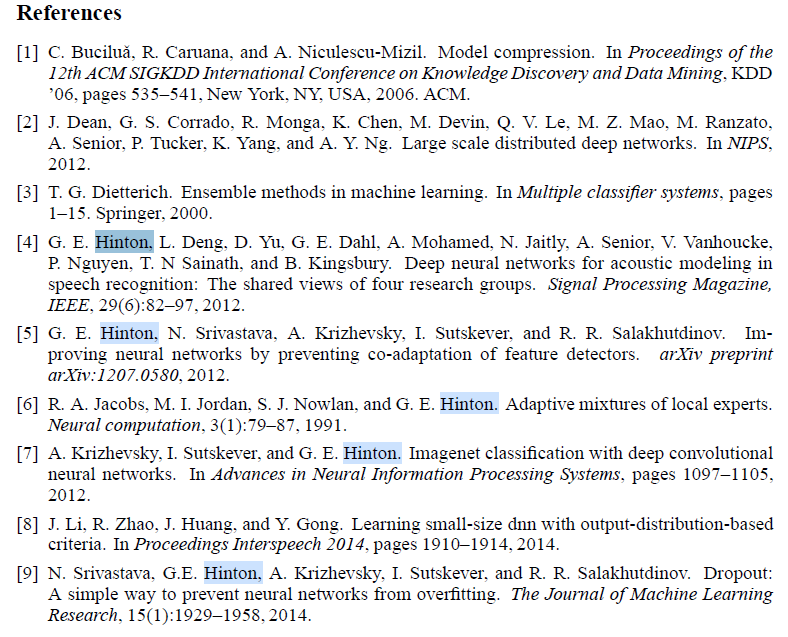 References
[1] C. Buciluǎ, R. Caruana, and A. Niculescu-Mizil. Model compression. In Proceedings of the
12th ACM SIGKDD International Conference on Knowledge Discovery and Data Mining, KDD
’06, pages 535–541, New York, NY, USA, 2006. ACM.
[2] J. Dean, G. S. Corrado, R. Monga, K. Chen, M. Devin, Q. V. Le, M. Z. Mao, M. Ranzato,
A. Senior, P. Tucker, K. Yang, and A. Y. Ng. Large scale distributed deep networks. In NIPS,
2012.
[3] T. G. Dietterich. Ensemble methods in machine learning. In Multiple classifier systems, pages
1–15. Springer, 2000.
[4] G. E. Hinton, L. Deng, D. Yu, G. E. Dahl, A. Mohamed, N. Jaitly, A. Senior, V. Vanhoucke,
P. Nguyen, T. N Sainath, and B. Kingsbury. Deep neural networks for acoustic modeling in
speech recognition: The shared views of four research groups. Signal Processing Magazine,
IEEE, 29(6):82–97, 2012.
[5] G. E. Hinton, N. Srivastava, A. Krizhevsky, I. Sutskever, and R. R. Salakhutdinov. Im-
proving neural networks by preventing co-adaptation of feature detectors. arXiv preprint
arXiv:1207.0580, 2012.
[6] R. A. Jacobs, M. I. Jordan, S. J. Nowlan, and G. E. Hinton. Adaptive mixtures of local experts.
Neural computation, 3(1):79–87, 1991.
[7] A. Krizhevsky, I. Sutskever, and G. E. Hinton. Imagenet classification with deep convolutional
neural networks. In Advances in Neural Information Processing Systems, pages 1097–1105,
2012.
[8] J. Li, R. Zhao, J. Huang, and Y. Gong. Learning small-size dnn with output-distribution-based
criteria. In Proceedings Interspeech 2014, pages 1910–1914, 2014.
[9] N. Srivastava, G.E. Hinton, A. Krizhevsky, I. Sutskever, and R. R. Salakhutdinov. Dropout:
A simple way to prevent neural networks from overfitting. The Journal of Machine Learning
Research, 15(1):1929–1958, 2014.